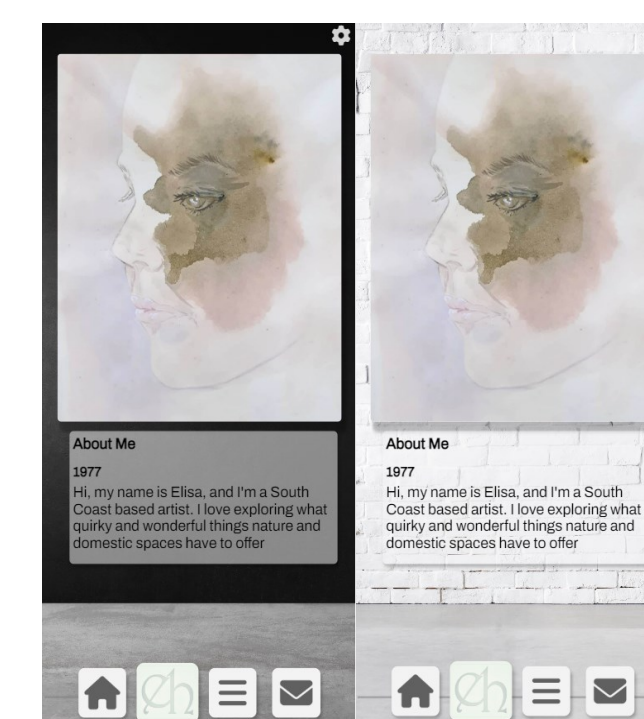 About Me
1977
Hi, my name is Elisa, and I'm a South
Coast based artist. I love exploring what
quirky and wonderful things nature and
domestic spaces have to offer
About Me
1977
Hi, my name is Elisa, and I'm a South
Coast based artist. I love exploring what
quirky and wonderful things nature and
domestic spaces have to offer